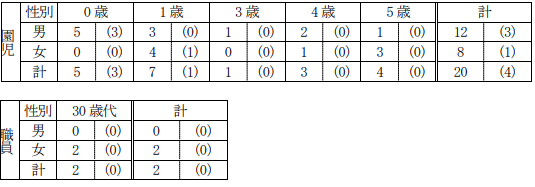 園児
性別 0歳 1歳 3歳 4歳 5歳 計
男 5 (3) 3 (0) 1 (0) 2 (0) 1 (0) 12 (3)
女 0 (0) 4 (1) 0 (0) 1 (0) 3 (0) 8 (1)
計 5 (3) 7 (1) 1 (0) 3 (0) 4 (0) 20 (4)
職員
性別 30歳代 計
男 0 (0) 0 (0)
女 2 (0) 2 (0)
計 2 (0) 2 (0)